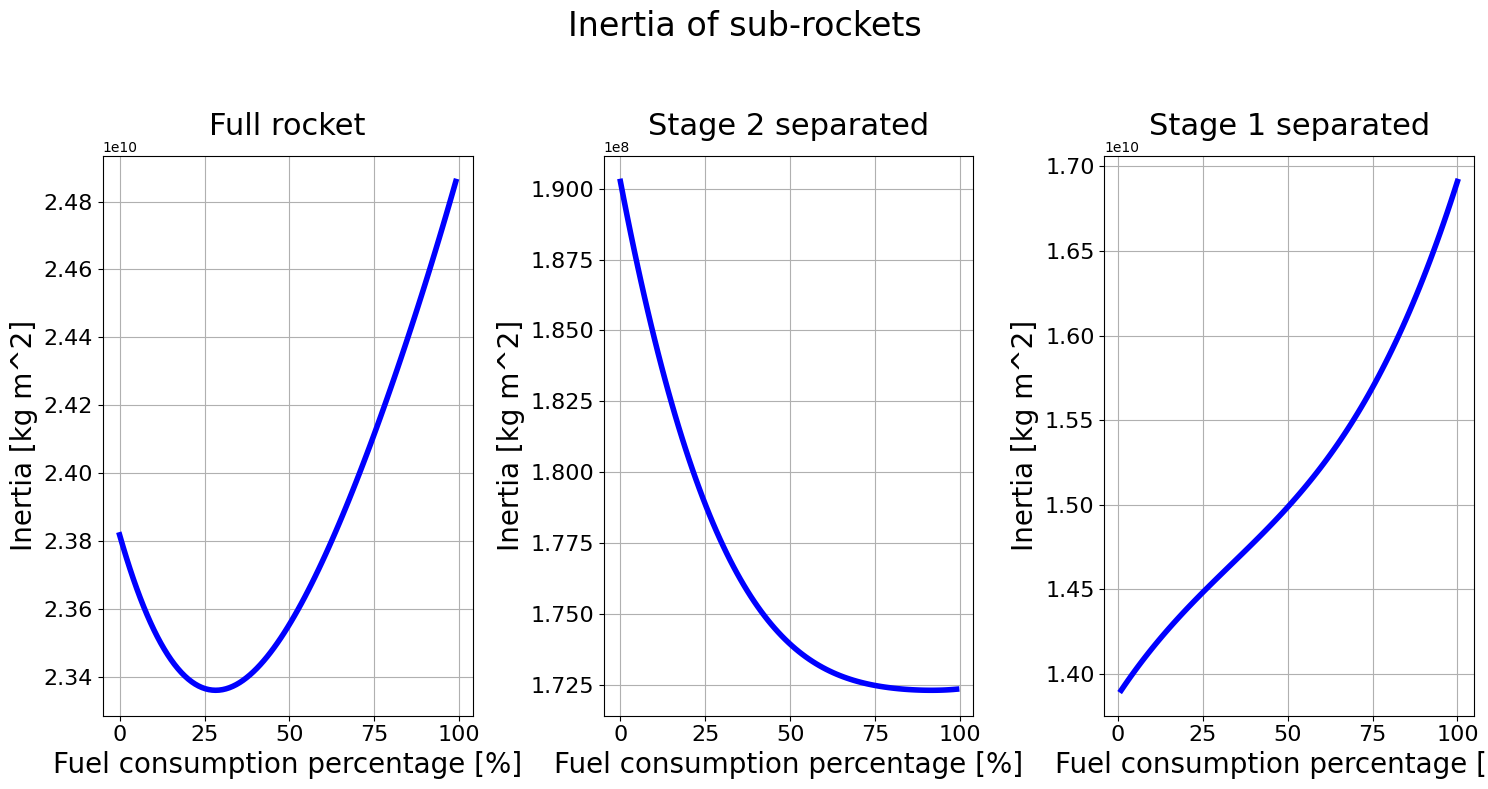 Inertia of sub-rockets
Full rocket
1e10
2.48
2.46
2.44
2.42
2.40
2.38
2.36
2.34
Inertia [kg m^2]
0 25 50 75 100
Fuel consumption percentage [%]
Stage 2 separated
1e8
1.900
1.875
1.850
1.825
1.800
1.775
1.750
1.725
Inertia [kg m^2]
0 25 50 75 100
Fuel consumption percentage [%]
Stage 1 separated
1e10
1.70
1.65
1.60
1.55
1.50
1.45
1.40
Inertia [kg m^2]
0 25 50 75 100
Fuel consumption percentage [